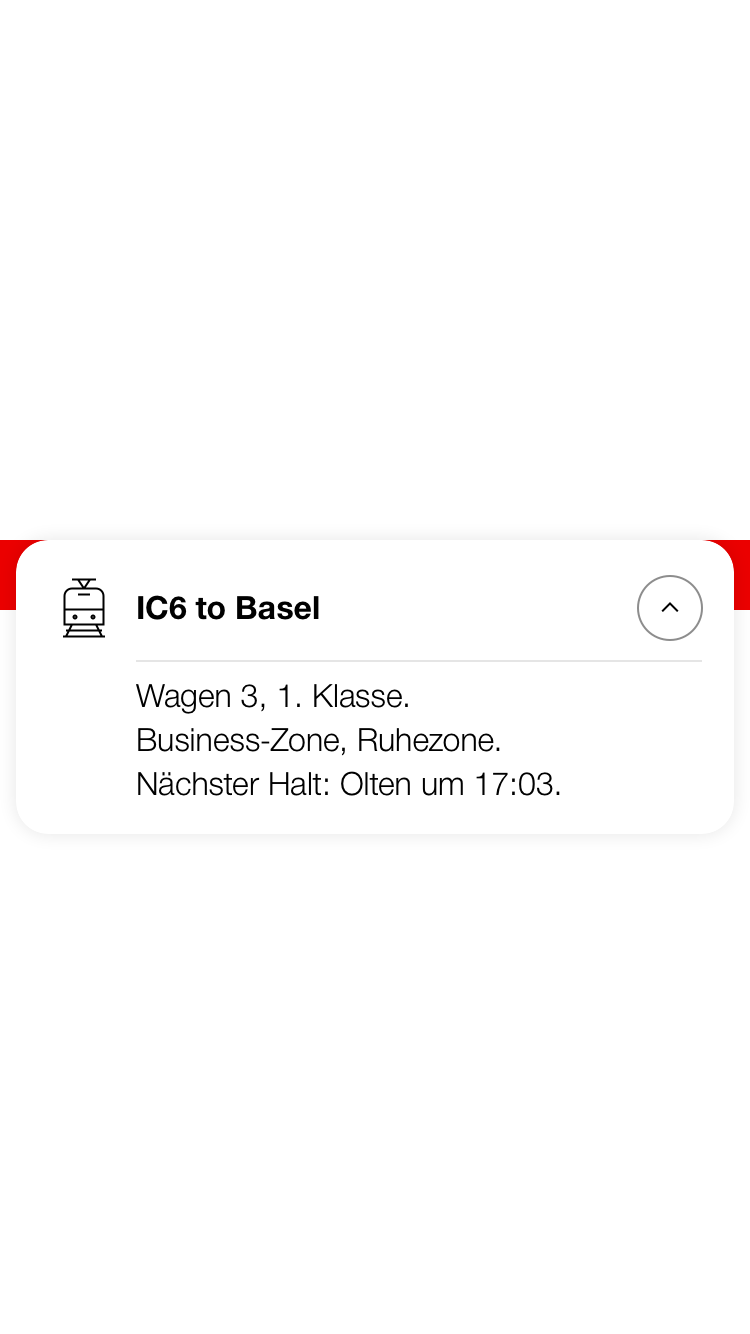 IC6 to Basel
Wagen 3, 1. Klasse.
Business-Zone, Ruhezone.
Nächster Halt: Olten um 17:03.